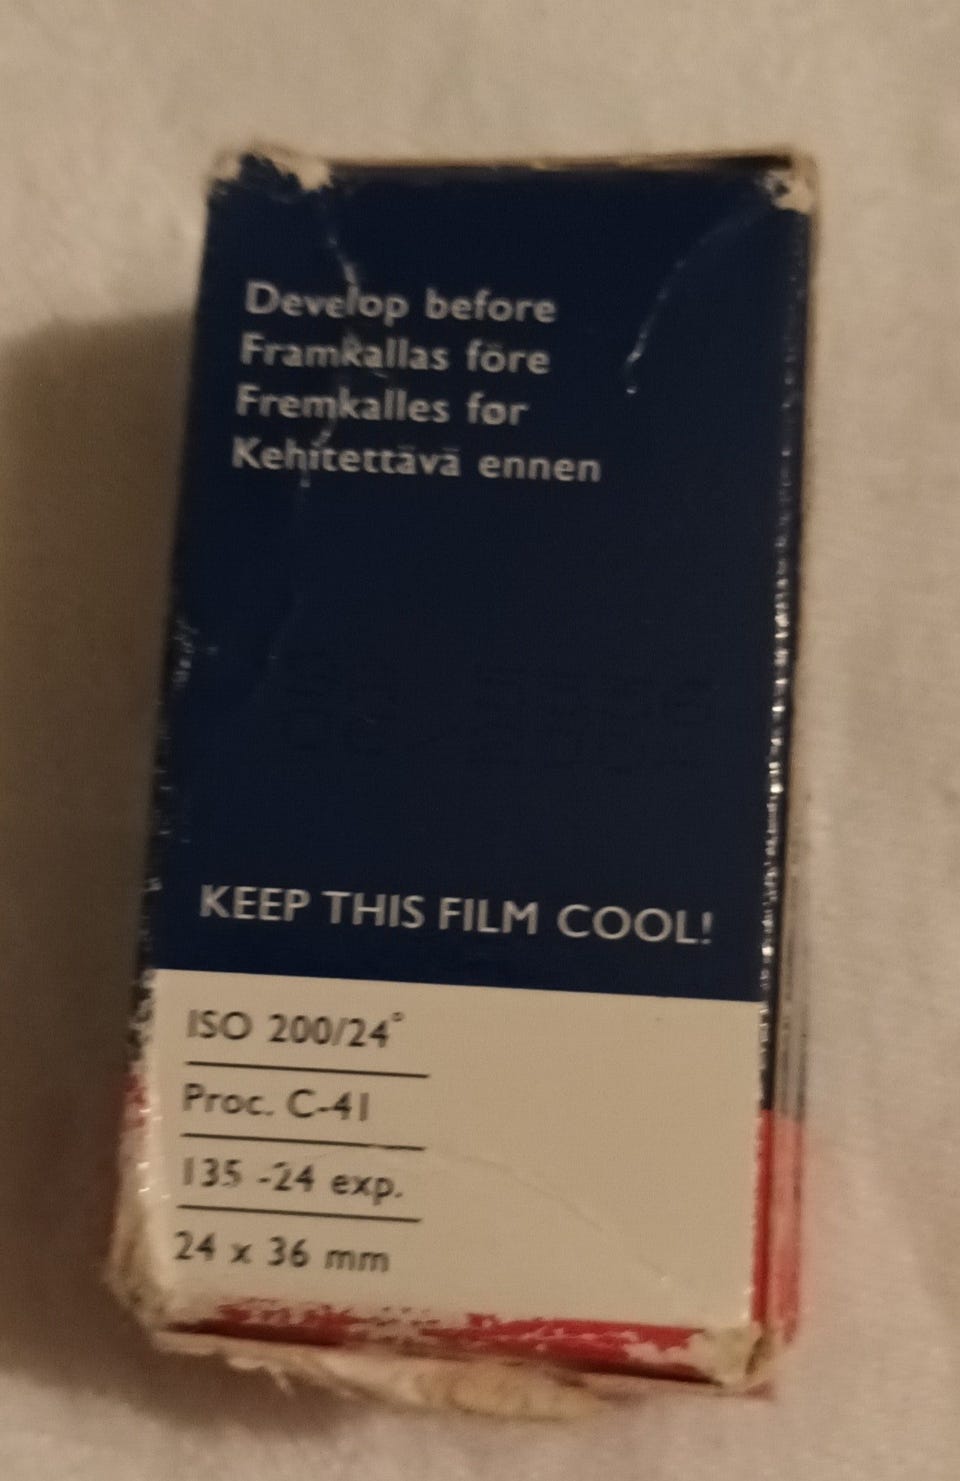 Develop before
Framkallas före
Fremkalles før
Kehitettävä ennen
KEEP THIS FILM COOL!
ISO 200/24°
Proc. C-41
135 -24 exp.
24 x 36 mm